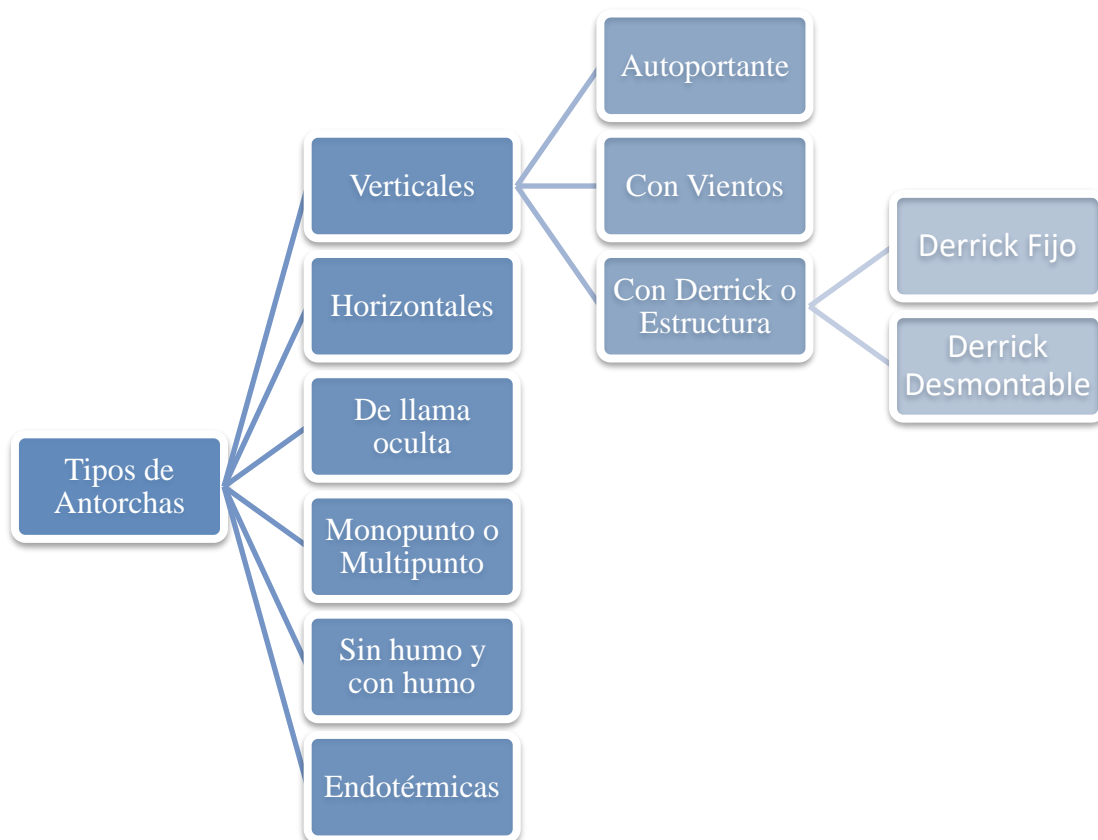 Tipos de
Antorchas
Verticales
Autoportante
Con Vientos
Con Derrick o
Estructura
Derrick Fijo
Derrick
Desmontable
Horizontales
De llama
oculta
Monopunto o
Multipunto
Sin humo y
con humo
Endotérmicas